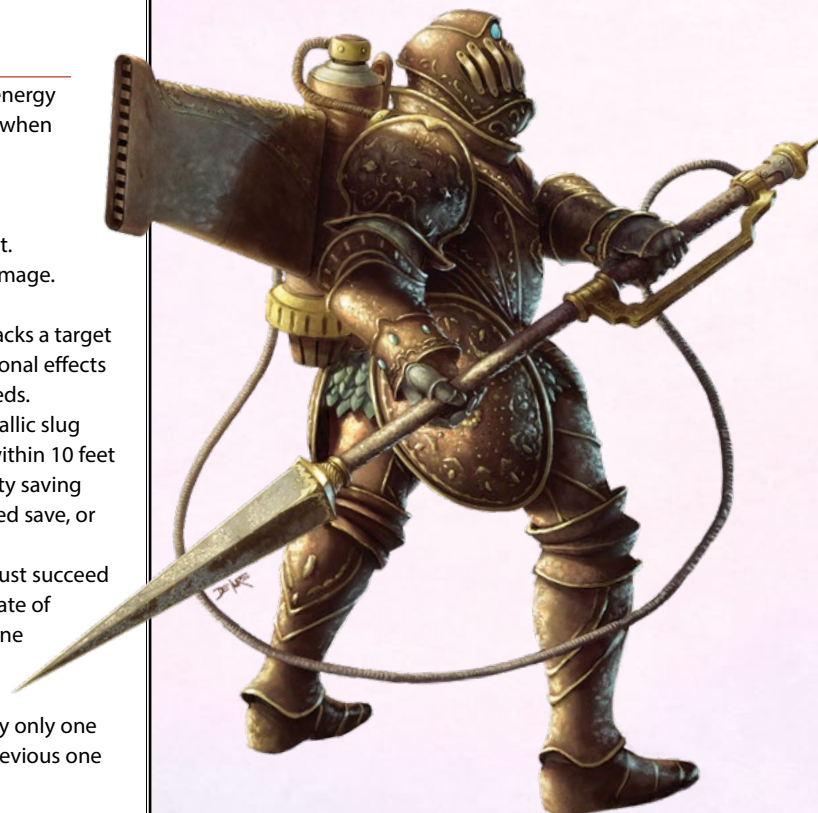 energy
when
t.
mage.
acks a target
onal effects
eds.
allic slug
within 10 feet
ty saving
ed save, or
ust succeed
ate of
ne
y only one
evious one